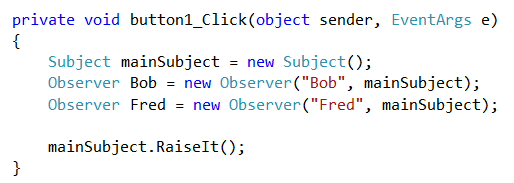 private void button1_Click(object sender, EventArgs e)
{
    Subject mainSubject = new Subject();
    Observer Bob = new Observer("Bob", mainSubject);
    Observer Fred = new Observer("Fred", mainSubject);

    mainSubject.RaiseIt();
}